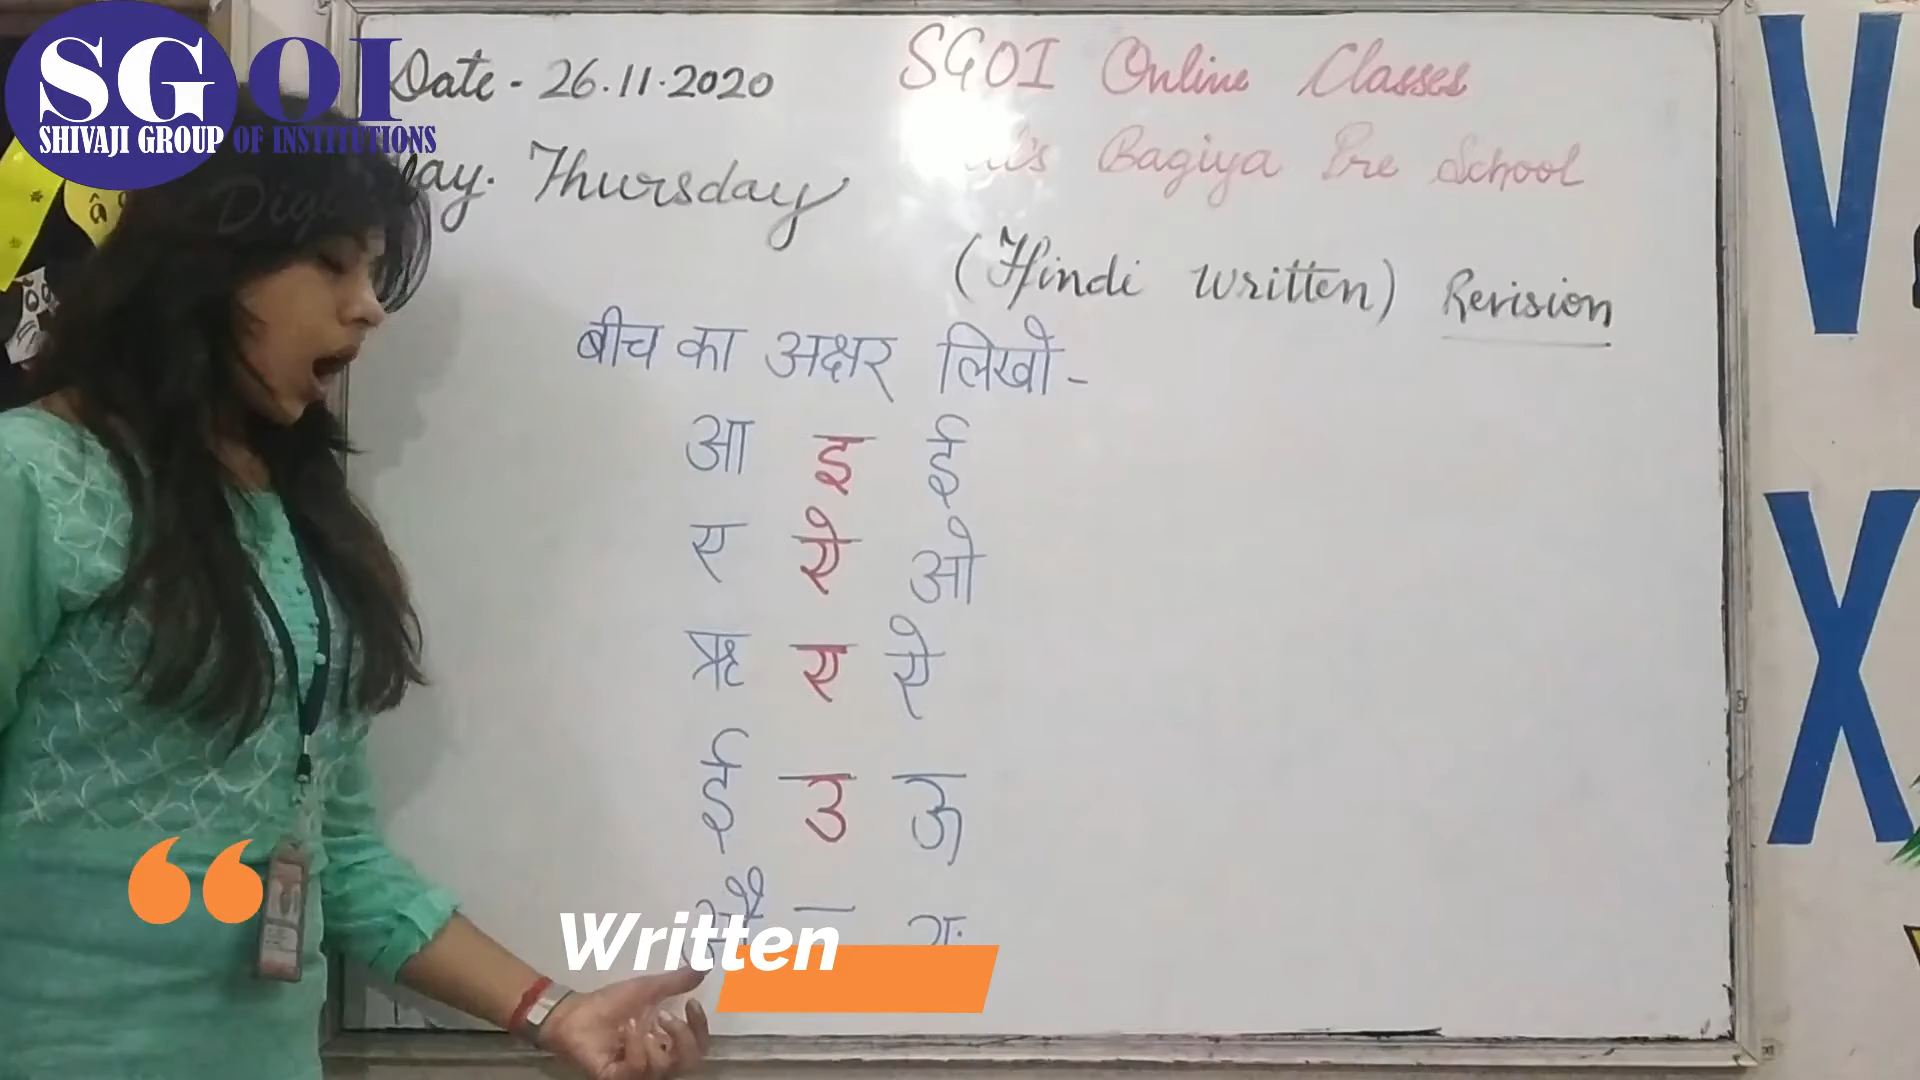 SGOI
SHIVAJI GROUP OF INSTITUTIONS
Date - 26.11.2020
SGOI Online Classes
Thursday
Bagiya Pre School
(Hindi written) Revision
बीच का अक्षर लिखो -
आ इ ई
ए ऐ ओ
ऋ ए ऐ
ई उ ऊ
Written
V
X